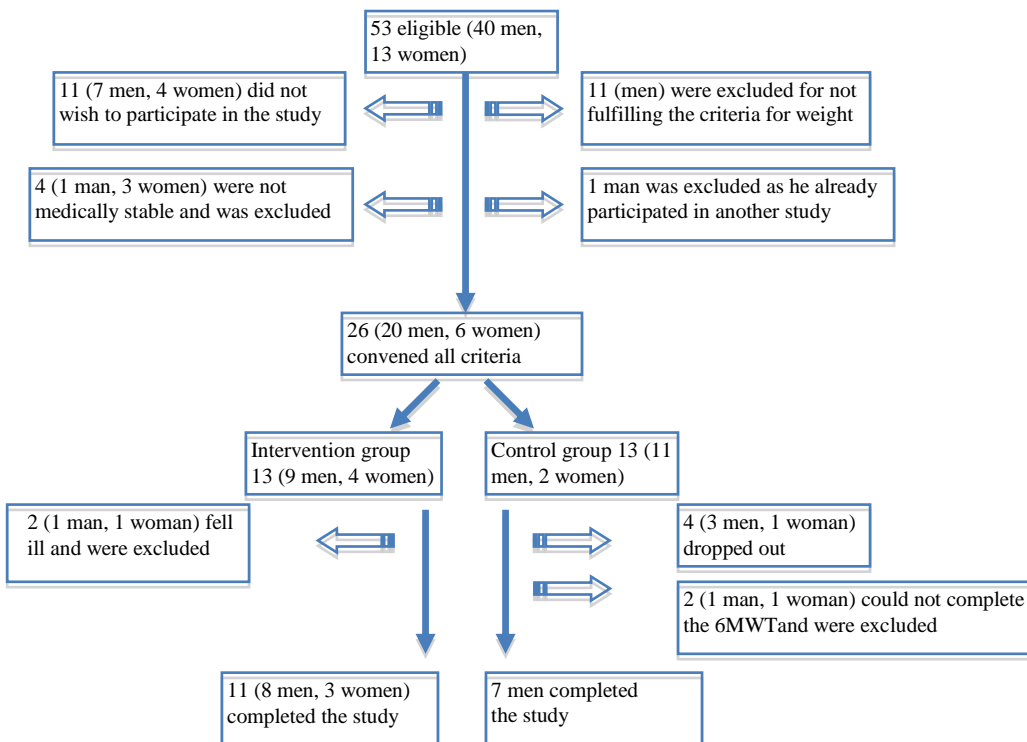 53 eligible (40 men,
13 women)
11 (7 men, 4 women) did not
wish to participate in the study
11 (men) were excluded for not
fulfilling the criteria for weight
4 (1 man, 3 women) were not
medically stable and was excluded
1 man was excluded as he already
participated in another study
26 (20 men, 6 women)
convened all criteria
Intervention group
13 (9 men, 4 women)
Control group 13 (11
men, 2 women)
2 (1 man, 1 woman) fell
ill and were excluded
4 (3 men, 1 woman)
dropped out
2 (1 man, 1 woman) could not complete
the 6MWTand were excluded
11 (8 men, 3 women)
completed the study
7 men completed
the study